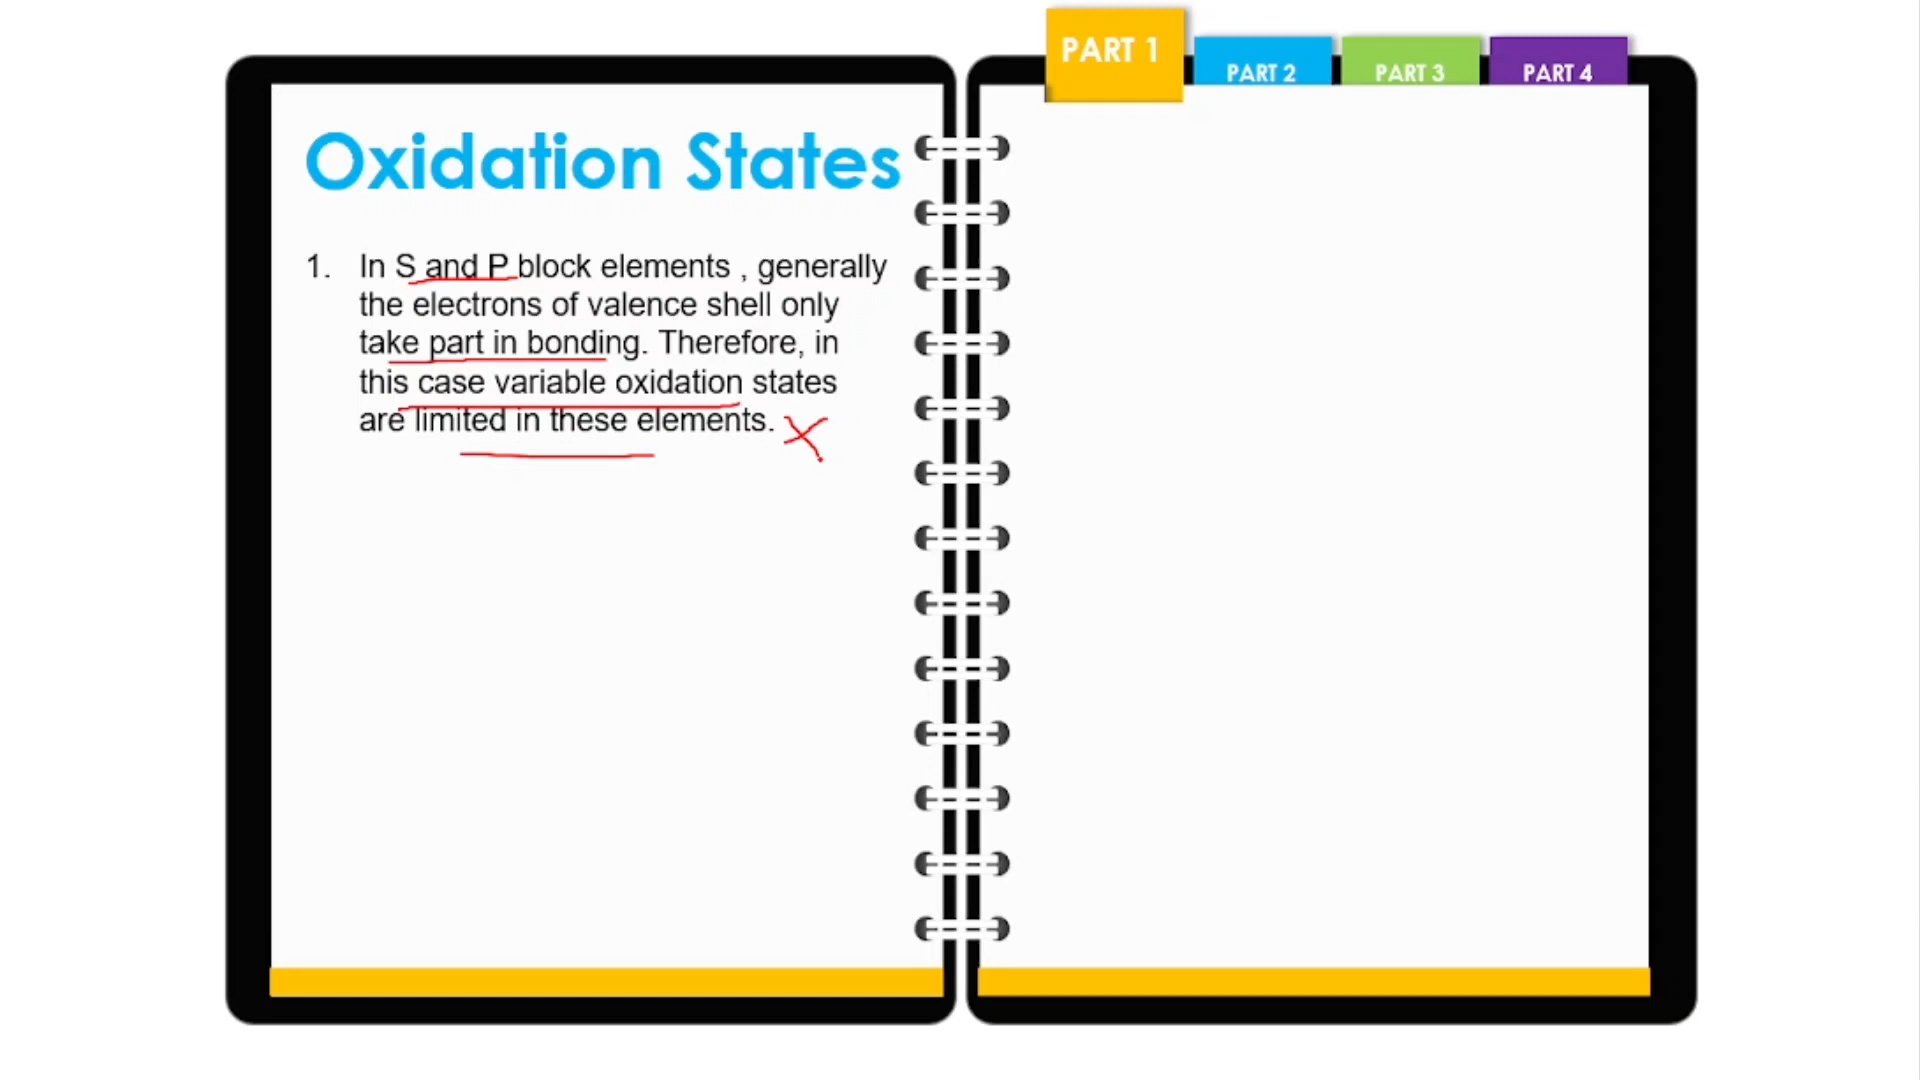 PART 1
PART 2
PART 3
PART 4
Oxidation States
1. In S and P block elements , generally
the electrons of valence shell only
take part in bonding. Therefore, in
this case variable oxidation states
are limited in these elements.